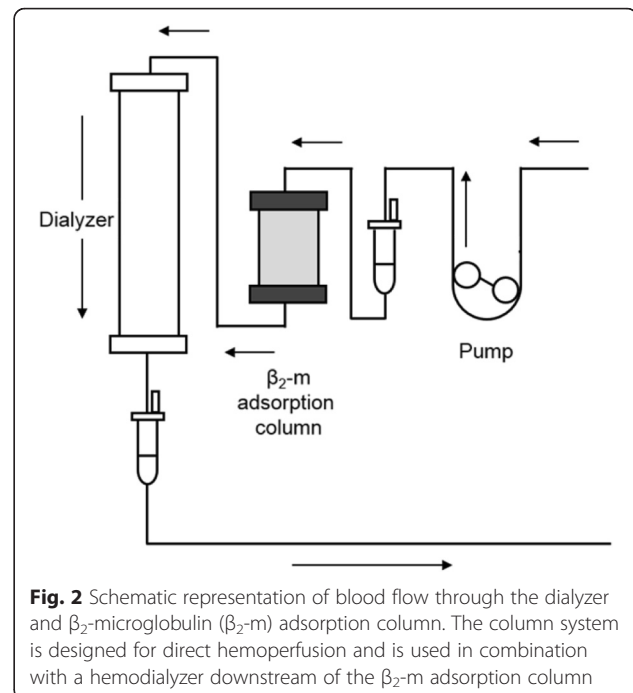 Dialyzer
Pump
β₂-m
adsorption
column
Fig. 2 Schematic representation of blood flow through the dialyzer
and β₂-microglobulin (β₂-m) adsorption column. The column system
is designed for direct hemoperfusion and is used in combination
with a hemodialyzer downstream of the β₂-m adsorption column